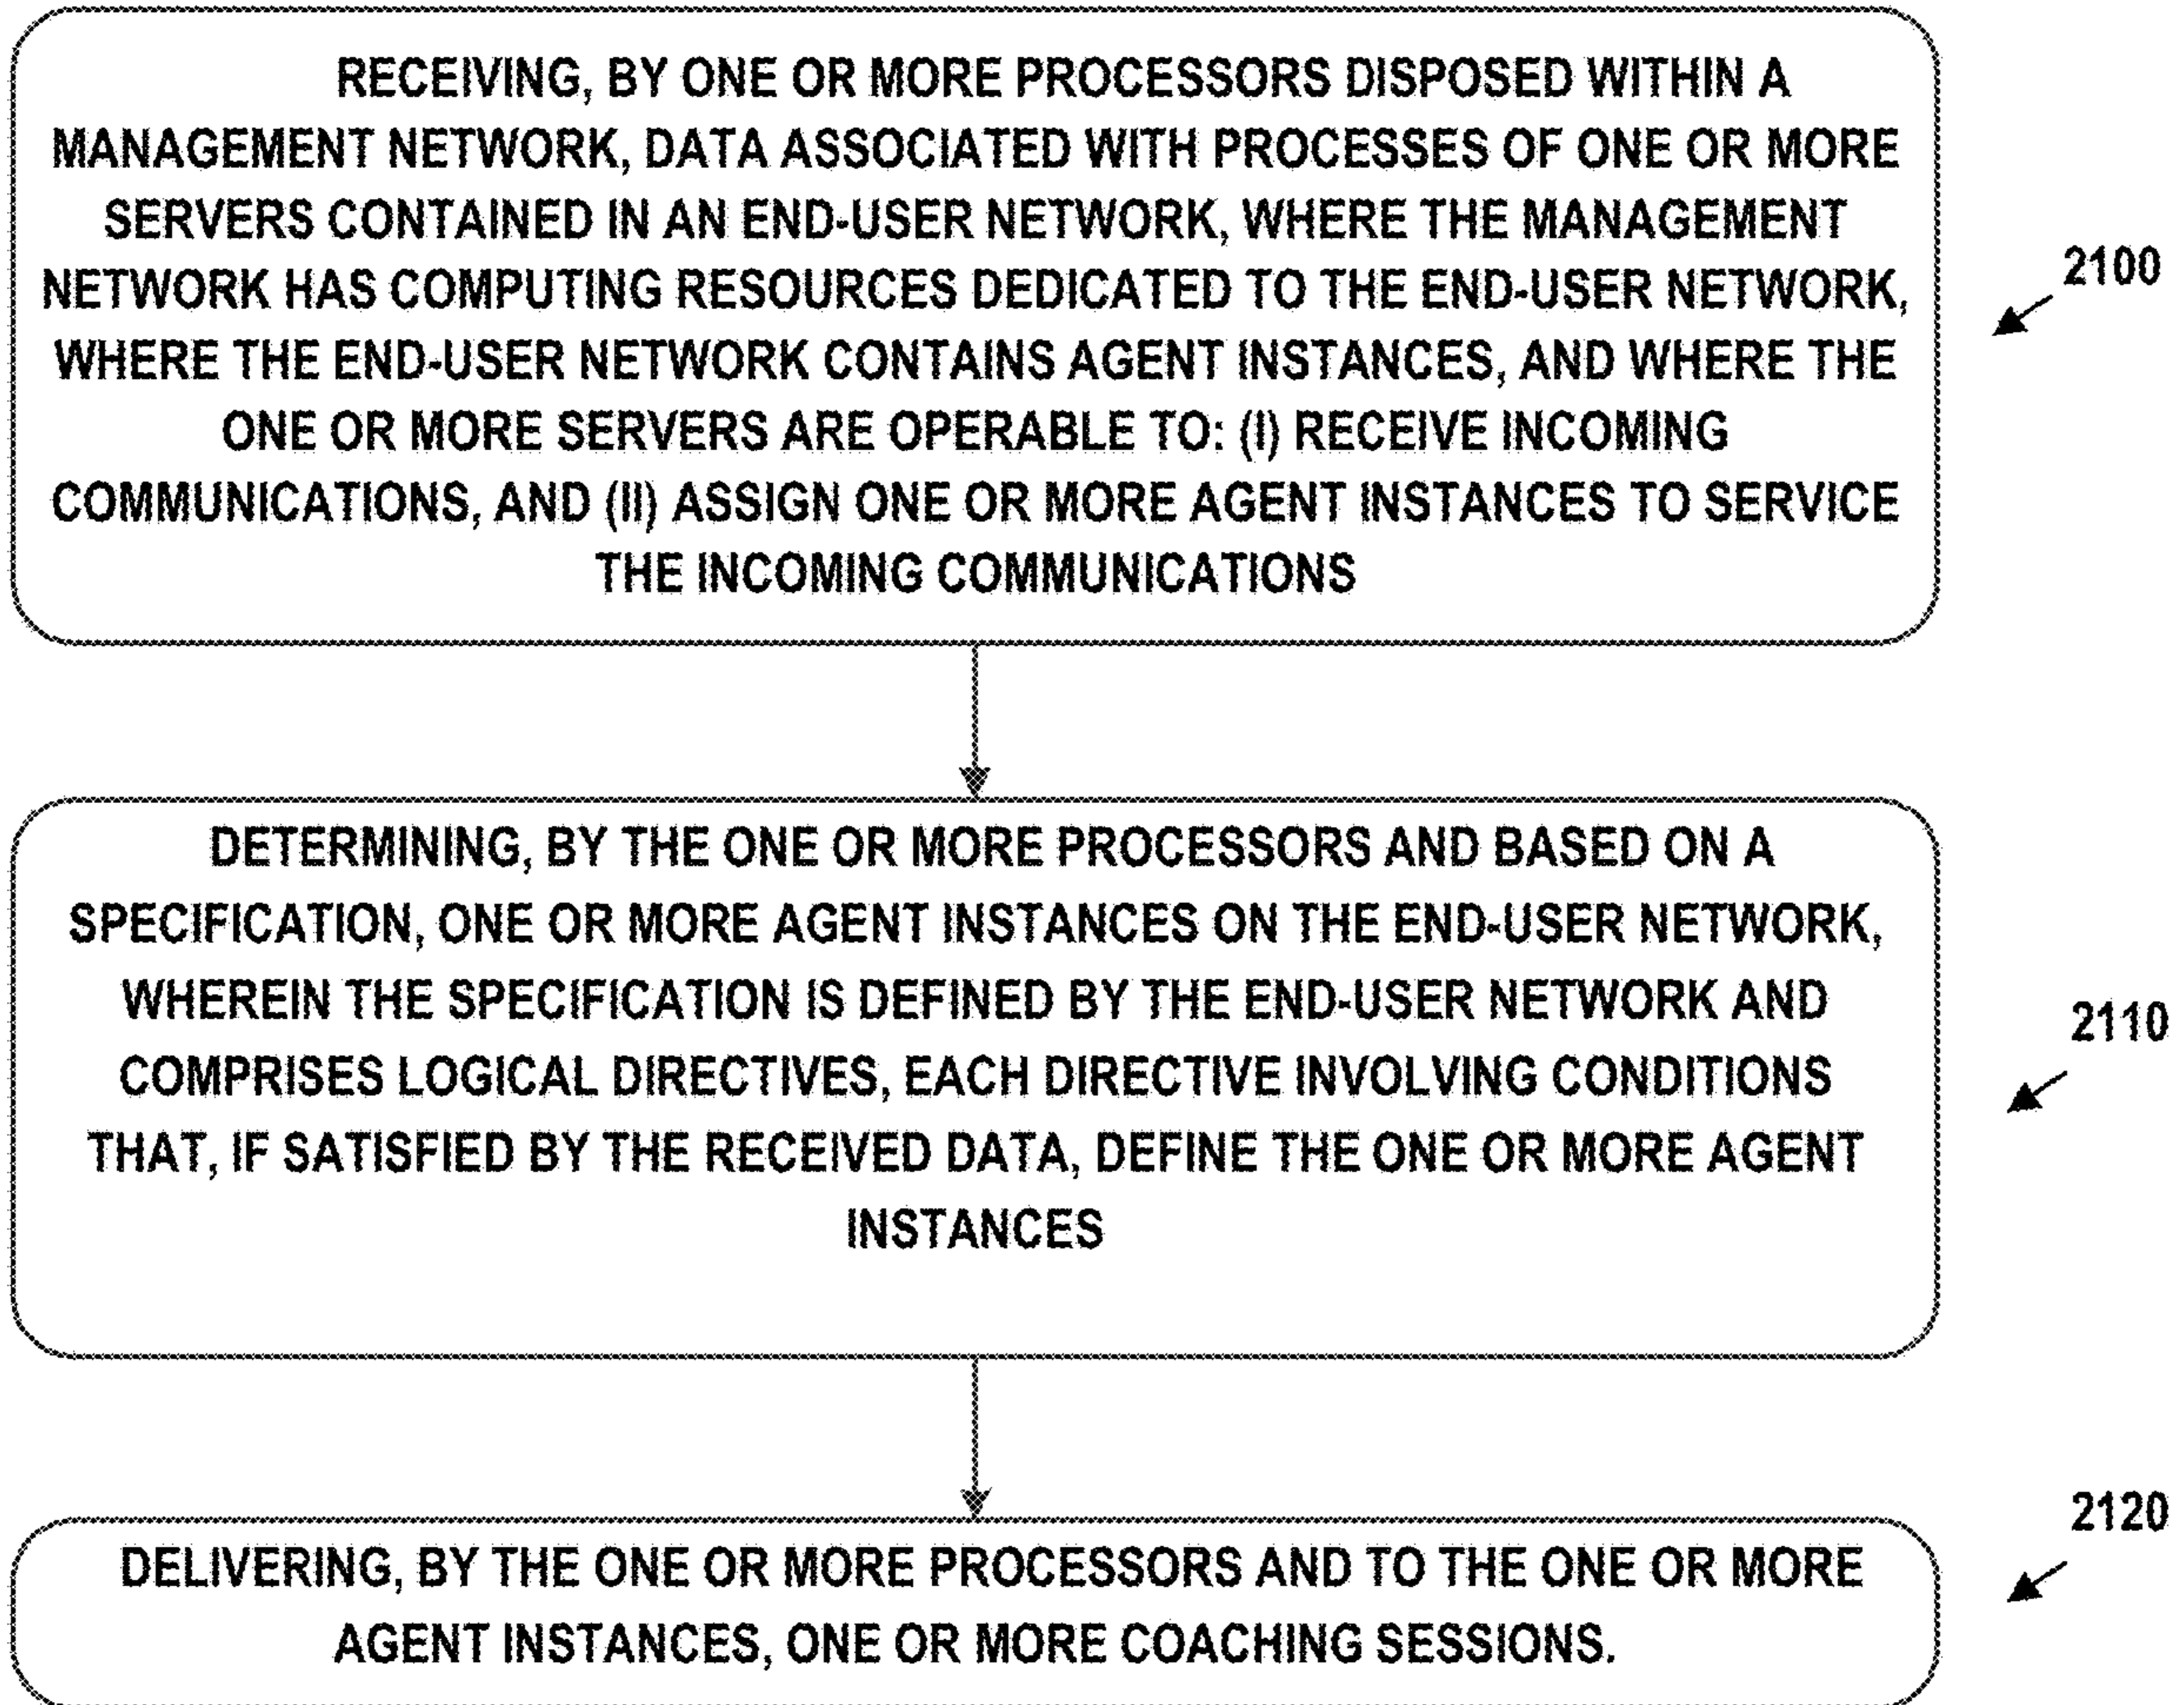 RECEIVING, BY ONE OR MORE PROCESSORS DISPOSED WITHIN A
MANAGEMENT NETWORK, DATA ASSOCIATED WITH PROCESSES OF ONE OR MORE
SERVERS CONTAINED IN AN END-USER NETWORK, WHERE THE MANAGEMENT
NETWORK HAS COMPUTING RESOURCES DEDICATED TO THE END-USER NETWORK,
WHERE THE END-USER NETWORK CONTAINS AGENT INSTANCES, AND WHERE THE
ONE OR MORE SERVERS ARE OPERABLE TO: (I) RECEIVE INCOMING
COMMUNICATIONS, AND (II) ASSIGN ONE OR MORE AGENT INSTANCES TO SERVICE
THE INCOMING COMMUNICATIONS
2100
DETERMINING, BY THE ONE OR MORE PROCESSORS AND BASED ON A
SPECIFICATION, ONE OR MORE AGENT INSTANCES ON THE END-USER NETWORK,
WHEREIN THE SPECIFICATION IS DEFINED BY THE END-USER NETWORK AND
COMPRISES LOGICAL DIRECTIVES, EACH DIRECTIVE INVOLVING CONDITIONS
THAT, IF SATISFIED BY THE RECEIVED DATA, DEFINE THE ONE OR MORE AGENT
INSTANCES
2110
DELIVERING, BY THE ONE OR MORE PROCESSORS AND TO THE ONE OR MORE
AGENT INSTANCES, ONE OR MORE COACHING SESSIONS.
2120